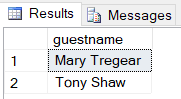 Results Messages
guestname
1 Mary Tregear
2 Tony Shaw